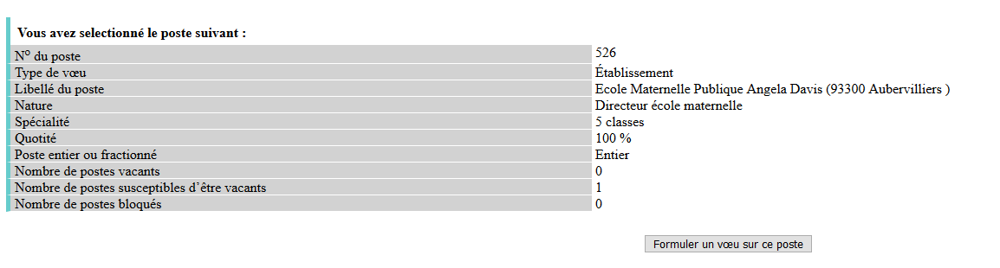 Vous avez selectionné le poste suivant :
Nº du poste 526
Type de vœu Établissement
Libellé du poste Ecole Maternelle Publique Angela Davis (93300 Aubervilliers )
Nature Directeur école maternelle
Spécialité 5 classes
Quotité 100 %
Poste entier ou fractionné Entier
Nombre de postes vacants 0
Nombre de postes susceptibles d’être vacants 1
Nombre de postes bloqués 0
Formuler un vœu sur ce poste